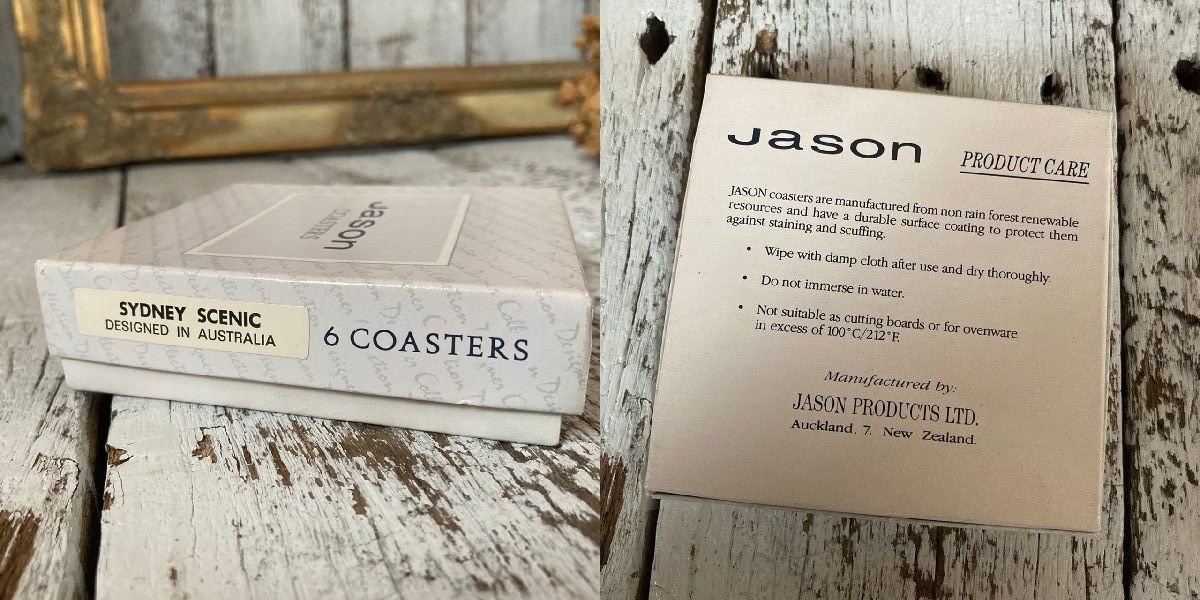 Jason
COASTERS
SYDNEY SCENIC
DESIGNED IN AUSTRALIA
6 COASTERS
Jason PRODUCT CARE
JASON coasters are manufactured from non rain forest renewable
resources and have a durable surface coating to protect them
against staining and scuffing.
• Wipe with damp cloth after use and dry thoroughly.
• Do not immerse in water.
• Not suitable as cutting boards or for ovenware
in excess of 100°C/212°F.
Manufactured by:
JASON PRODUCTS LTD.
Auckland, 7, New Zealand.